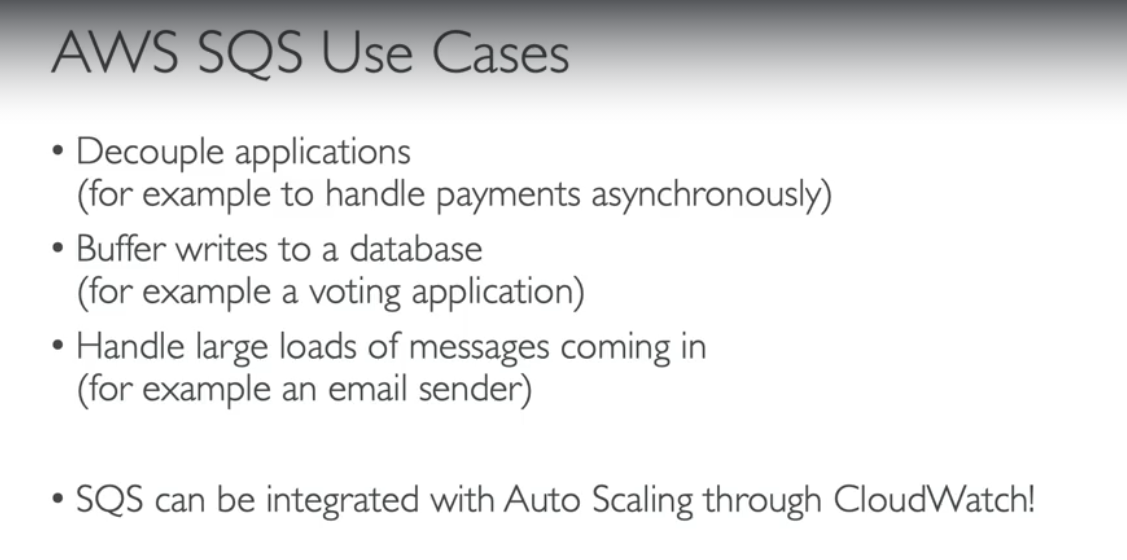 AWS SQS Use Cases
• Decouple applications
(for example to handle payments asynchronously)
• Buffer writes to a database
(for example a voting application)
• Handle large loads of messages coming in
(for example an email sender)
• SQS can be integrated with Auto Scaling through CloudWatch!